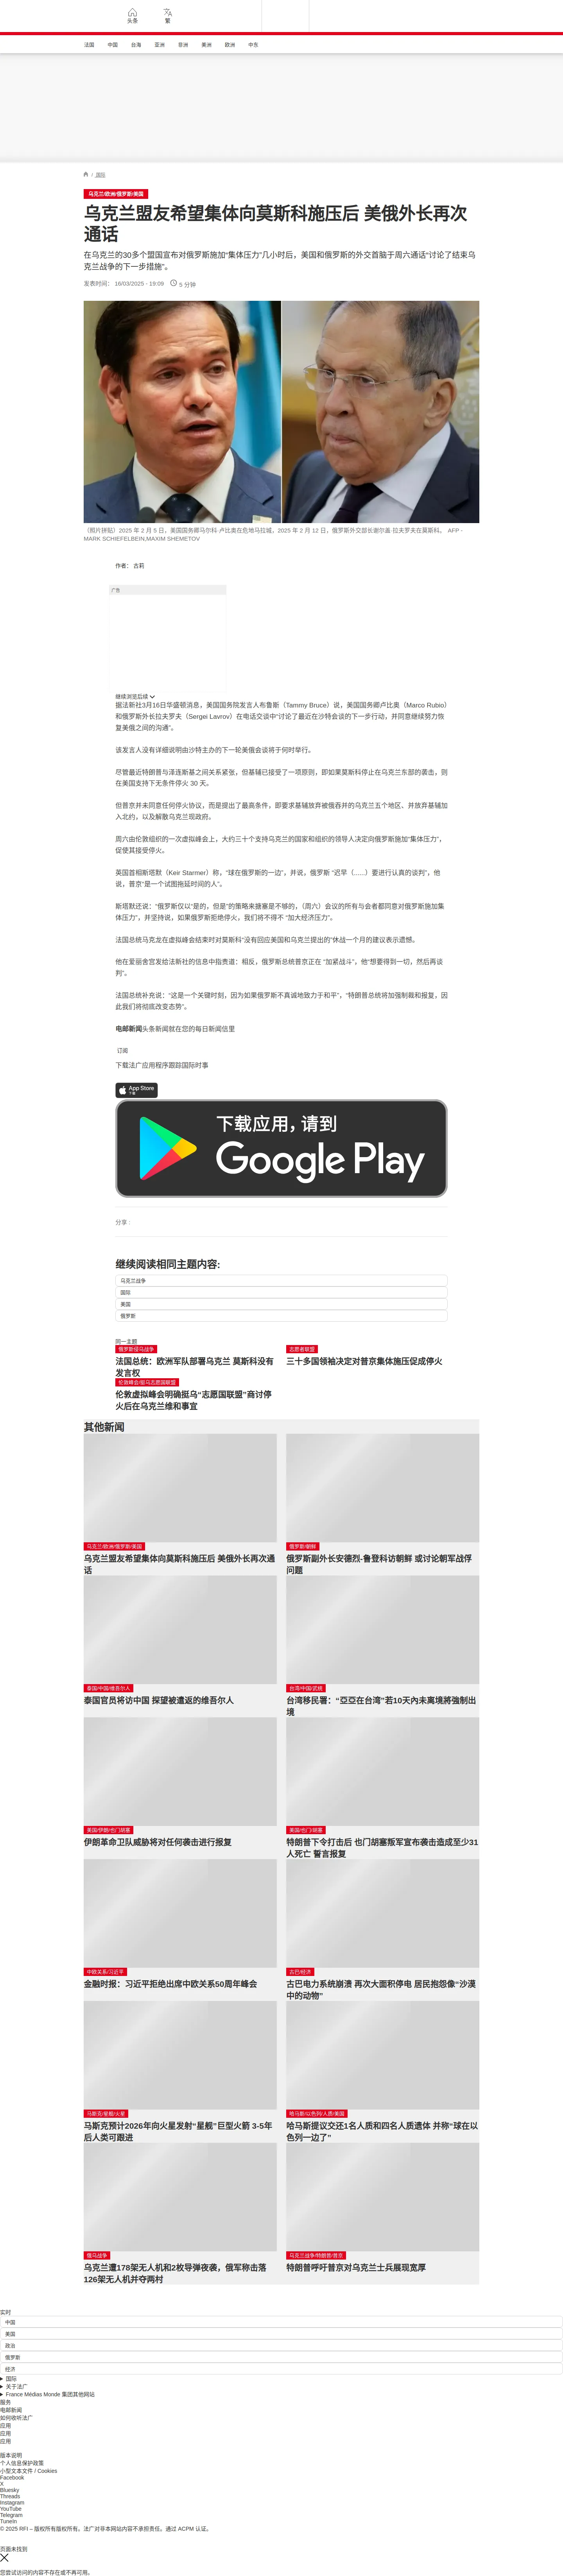 头条
繁
法国 中国 台海 亚洲 非洲 美洲 欧洲 中东
/ 国际
乌克兰/欧洲/俄罗斯/美国
乌克兰盟友希望集体向莫斯科施压后 美俄外长再次
通话
在乌克兰的30多个盟国宣布对俄罗斯施加“集体压力”几小时后，美国和俄罗斯的外交首脑于周六通话“讨论了结束乌
克兰战争的下一步措施”。
发表时间： 16/03/2025 - 19:09 5 分钟
（照片拼贴）2025 年 2 月 5 日，美国国务卿马尔科·卢比奥在危地马拉城，2025 年 2 月 12 日，俄罗斯外交部长谢尔盖·拉夫罗夫在莫斯科。 AFP -
MARK SCHIEFELBEIN,MAXIM SHEMETOV
作者： 古莉
广告
继续浏览后续
据法新社3月16日华盛顿消息，美国国务院发言人布鲁斯（Tammy Bruce）说，美国国务卿卢比奥（Marco Rubio）
和俄罗斯外长拉夫罗夫（Sergei Lavrov）在电话交谈中“讨论了最近在沙特会谈的下一步行动，并同意继续努力恢
复美俄之间的沟通”。
该发言人没有详细说明由沙特主办的下一轮美俄会谈将于何时举行。
尽管最近特朗普与泽连斯基之间关系紧张，但基辅已接受了一项原则，即如果莫斯科停止在乌克兰东部的袭击，则
在美国支持下无条件停火 30 天。
但普京并未同意任何停火协议，而是提出了最高条件，即要求基辅放弃被俄吞并的乌克兰五个地区、并放弃基辅加
入北约，以及解散乌克兰现政府。
周六由伦敦组织的一次虚拟峰会上，大约三十个支持乌克兰的国家和组织的领导人决定向俄罗斯施加“集体压力”，
促使其接受停火。
英国首相斯塔默（Keir Starmer）称，“球在俄罗斯的一边”，并说，俄罗斯 “迟早（......）要进行认真的谈判”，他
说，普京“是一个试图拖延时间的人”。
斯塔默还说：“俄罗斯仅以“是的，但是”的策略来搪塞是不够的，（周六）会议的所有与会者都同意对俄罗斯施加集
体压力”，并坚持说，如果俄罗斯拒绝停火，我们将不得不 “加大经济压力”。
法国总统马克龙在虚拟峰会结束时对莫斯科“没有回应美国和乌克兰提出的”休战一个月的建议表示遗憾。
他在爱丽舍宫发给法新社的信息中指责道：相反，俄罗斯总统普京正在 “加紧战斗”，他“想要得到一切，然后再谈
判”。
法国总统补充说：“这是一个关键时刻，因为如果俄罗斯不真诚地致力于和平”，“特朗普总统将加强制裁和报复，因
此我们将彻底改变态势”。
电邮新闻头条新闻就在您的每日新闻信里
订阅
下载法广应用程序跟踪国际时事
App Store
下载
下载应用，请到
Google Play
分享 :
继续阅读相同主题内容:
乌克兰战争
国际
美国
俄罗斯
同一主题
俄罗斯侵乌战争
法国总统：欧洲军队部署乌克兰 莫斯科没有
发言权
志愿者联盟
三十多国领袖决定对普京集体施压促成停火
伦敦峰会/挺乌志愿国联盟
伦敦虚拟峰会明确挺乌“志愿国联盟”商讨停
火后在乌克兰维和事宜
其他新闻
乌克兰/欧洲/俄罗斯/美国
乌克兰盟友希望集体向莫斯科施压后 美俄外长再次通
话
俄罗斯/朝鲜
俄罗斯副外长安德烈-鲁登科访朝鲜 或讨论朝军战俘
问题
泰国/中国/维吾尔人
泰国官员将访中国 探望被遣返的维吾尔人
台湾/中国/武统
台湾移民署：“亞亞在台湾”若10天內未离境將強制出
境
美国/伊朗/也门胡塞
伊朗革命卫队威胁将对任何袭击进行报复
美国/也门/胡塞
特朗普下令打击后 也门胡塞叛军宣布袭击造成至少31
人死亡 誓言报复
中欧关系/习近平
金融时报：习近平拒绝出席中欧关系50周年峰会
古巴/经济
古巴电力系统崩溃 再次大面积停电 居民抱怨像“沙漠
中的动物”
马斯克/星舰/火星
马斯克预计2026年向火星发射“星舰”巨型火箭 3-5年
后人类可跟进
哈马斯/以色列/人质/美国
哈马斯提议交还1名人质和四名人质遗体 并称“球在以
色列一边了”
俄乌战争
乌克兰遭178架无人机和2枚导弹夜袭，俄军称击落
126架无人机并夺两村
乌克兰战争/特朗普/普京
特朗普呼吁普京对乌克兰士兵展现宽厚
实时
中国
美国
政治
俄罗斯
经济
国际
关于法广
France Médias Monde 集团其他网站
服务
电邮新闻
如何收听法广
应用
应用
应用
版本说明
个人信息保护政策
小型文本文件 / Cookies
Facebook
X
Bluesky
Threads
Instagram
YouTube
Telegram
TuneIn
© 2025 RFI – 版权所有版权所有。法广对非本网站内容不承担责任。通过 ACPM 认证。
页面未找到
您尝试访问的内容不存在或不再可用。